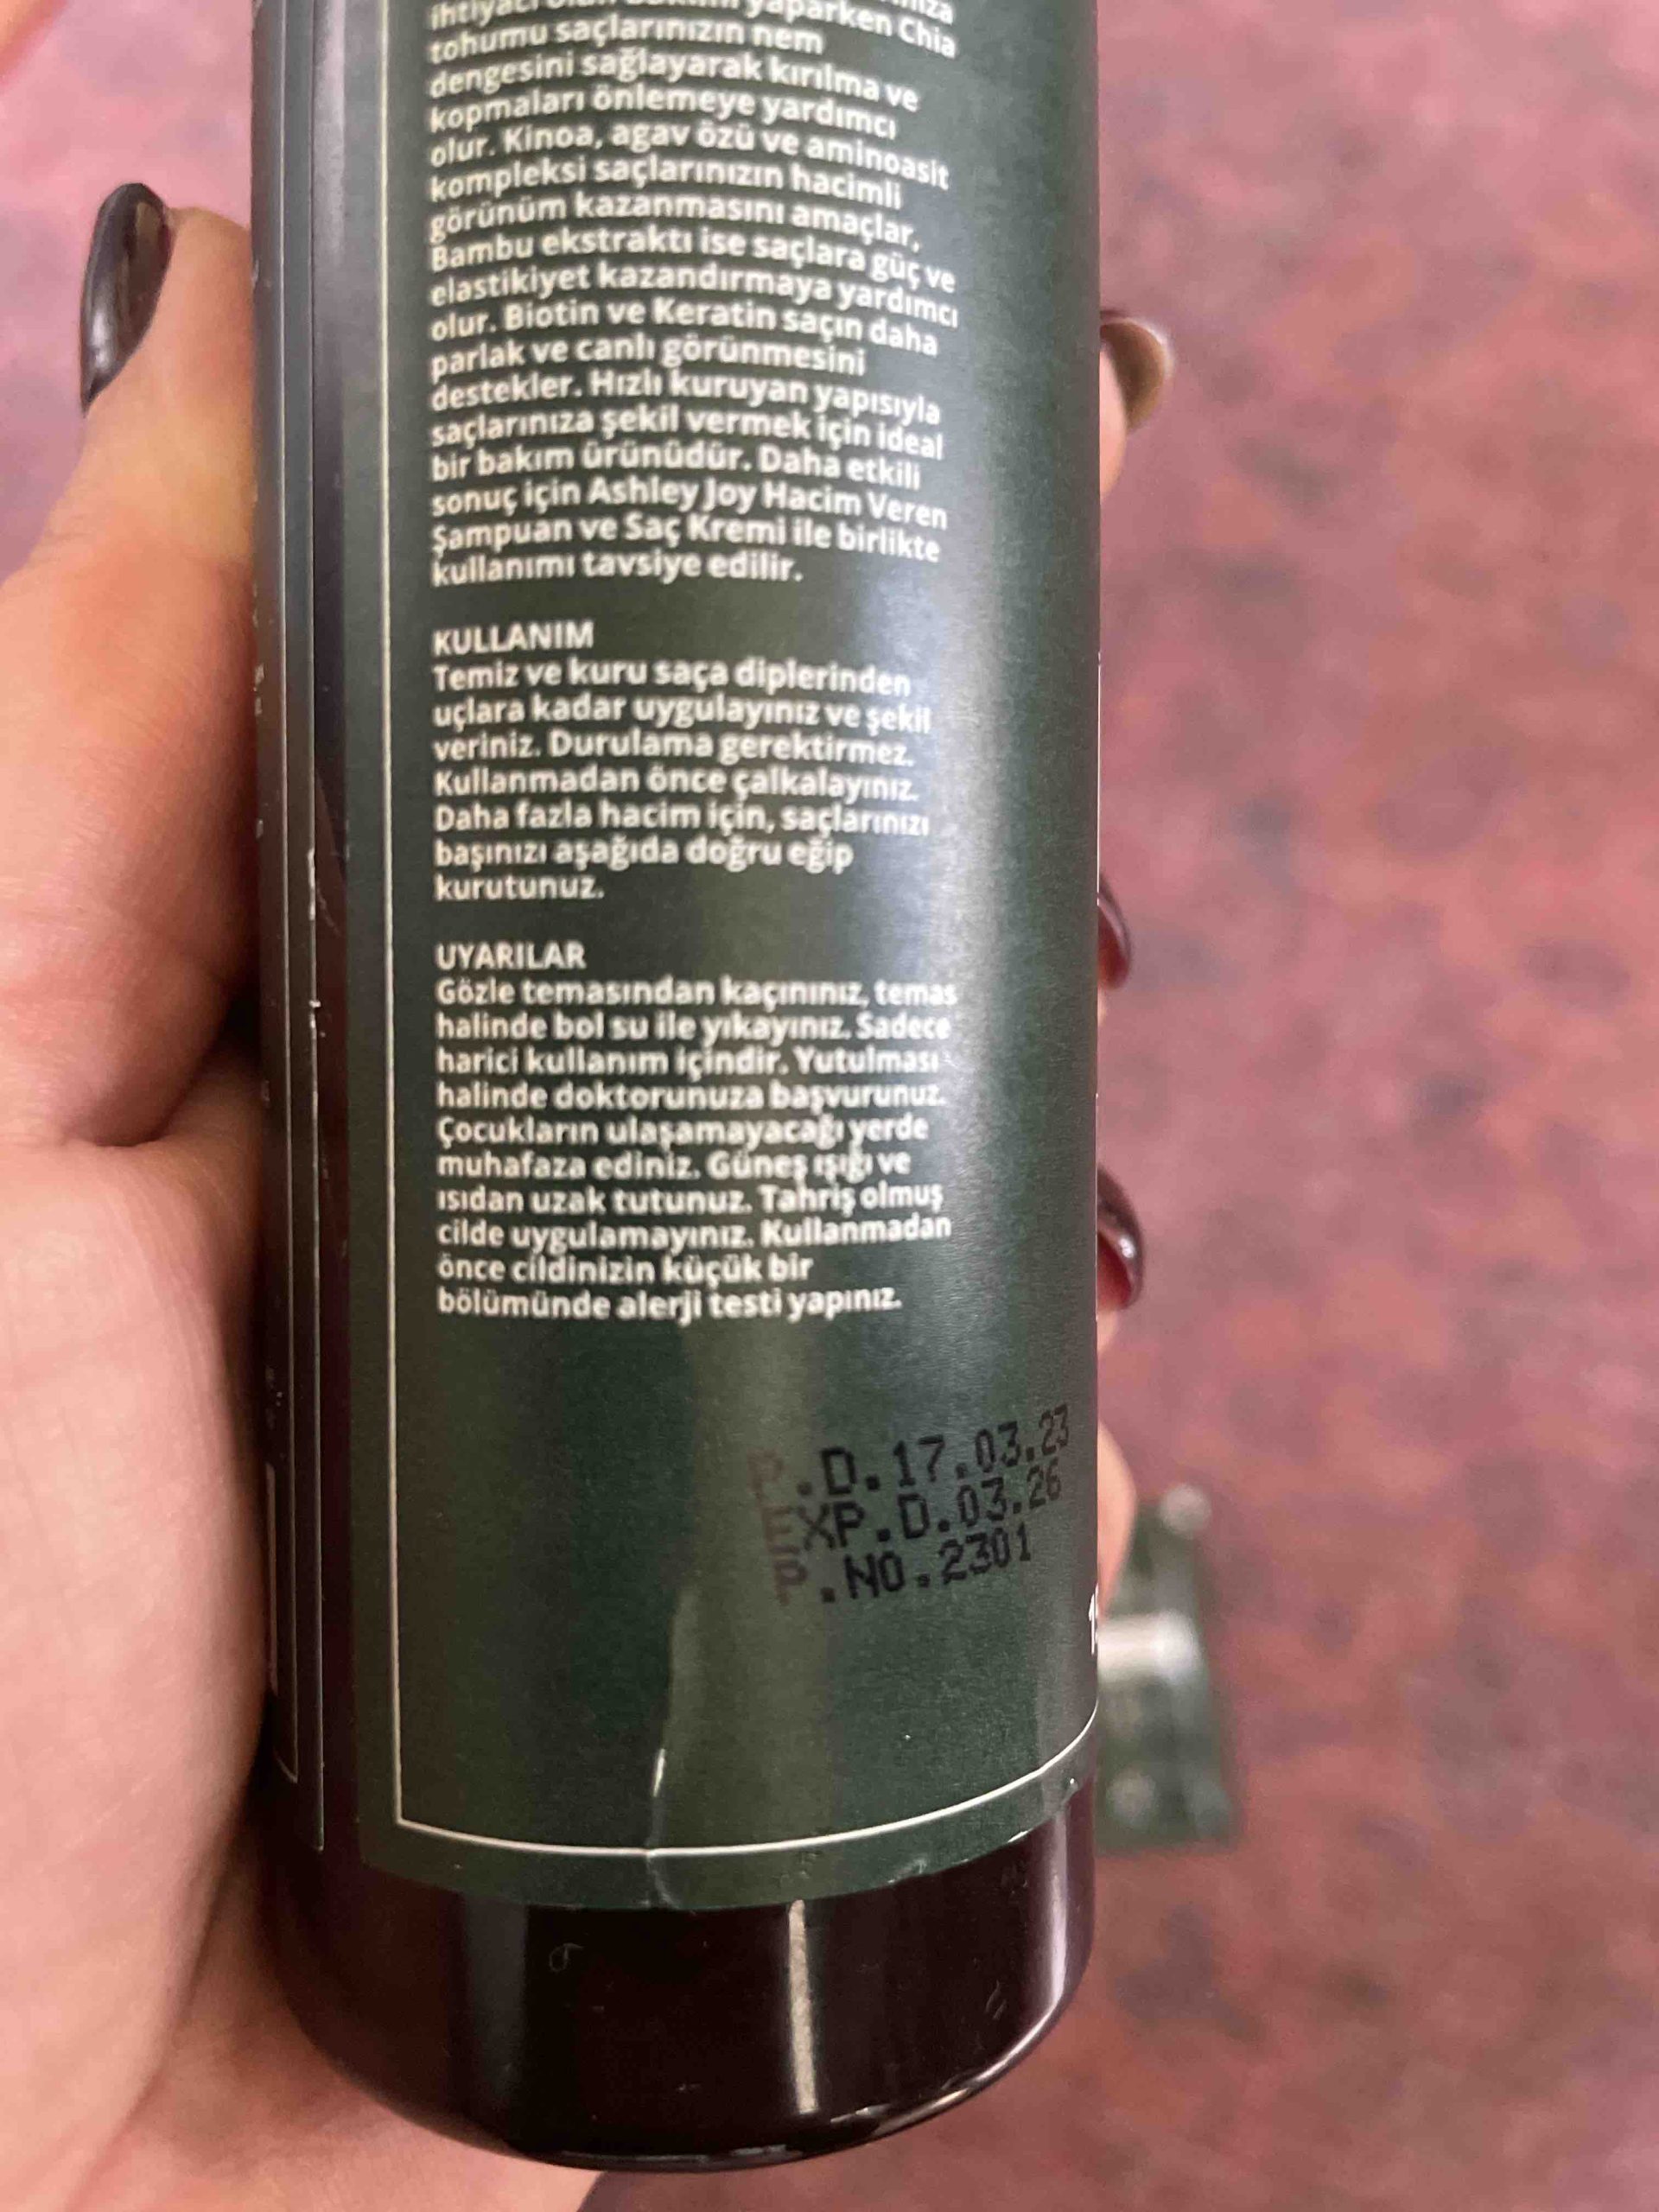 yaparken Chia
tohumu saçlarınızın nem
dengesini sağlayarak kırılma ve
kopmaları önlemeye yardımcı
olur. Kinoa, agav özü ve aminoasit
kompleksi saçlarınızın hacimli
görünüm kazanmasını amaçlar,
Bambu ekstraktı ise saçlara güç ve
elastikiyet kazandırmaya yardımcı
olur. Biotin ve Keratin saçın daha
parlak ve canlı görünmesini
destekler. Hızlı kuruyan yapısıyla
saçlarınıza şekil vermek için ideal
bir bakım ürünüdür. Daha etkili
sonuç için Ashley Joy Hacim Veren
Şampuan ve Saç Kremi ile birlikte
kullanımı tavsiye edilir.
KULLANIM
Temiz ve kuru saça diplerinden
uçlara kadar uygulayınız ve şekil
veriniz. Durulama gerektirmez.
Kullanmadan önce çalkalayınız.
Daha fazla hacim için, saçlarınızı
başınızı aşağıda doğru eğip
kurutunuz.
UYARILAR
Gözle temasından kaçınınız, temas
halinde bol su ile yıkayınız. Sadece
harici kullanım içindir. Yutulması
halinde doktorunuza başvurunuz.
Çocukların ulaşamayacağı yerde
muhafaza ediniz. Güneş ışığı ve
ısıdan uzak tutunuz. Tahriş olmuş
cilde uygulamayınız. Kullanmadan
önce cildinizin küçük bir
bölümünde alerji testi yapınız.
P.D.17.03.23
EXP.D.03.26
P.NO.2301